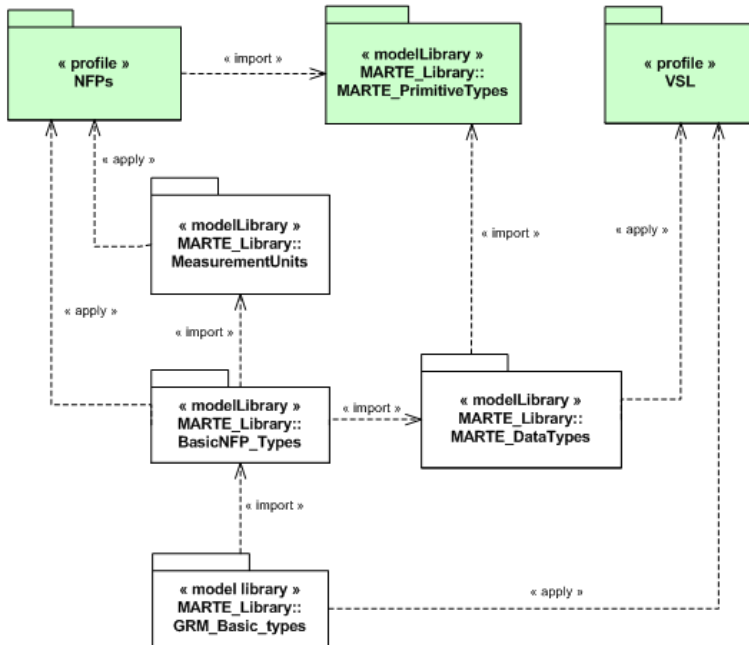 « profile »
NFPs
« import »
« modelLibrary »
MARTE_Library::
MARTE_PrimitiveTypes
« profile »
VSL
« apply »
« modelLibrary »
MARTE_Library::
MeasurementUnits
« import »
« apply »
« apply »
« import »
« modelLibrary »
MARTE_Library::
BasicNFP_Types
« import »
« modelLibrary »
MARTE_Library::
MARTE_DataTypes
« import »
« model library »
MARTE_Library::
GRM_Basic_types
« apply »